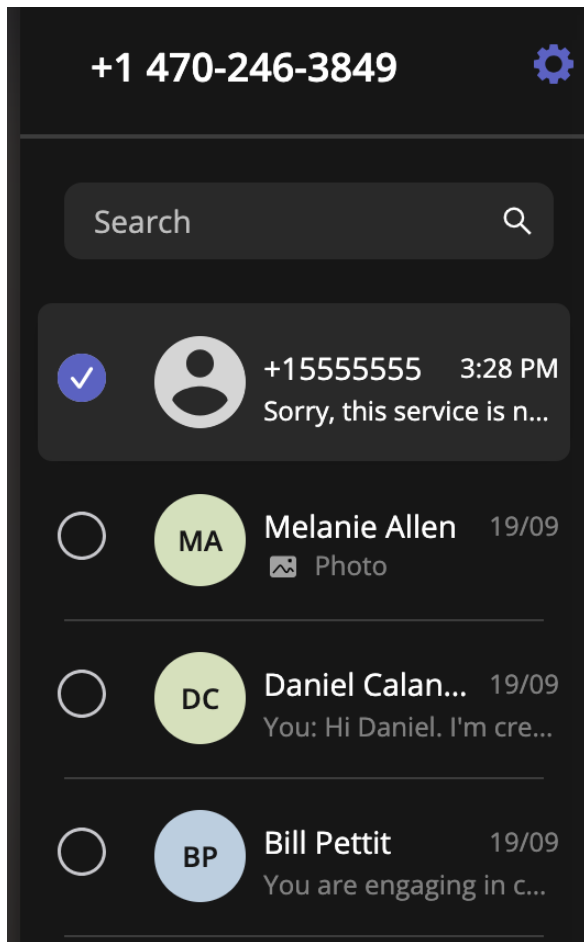 +1 470-246-3849
Search
+15555555 3:28 PM
Sorry, this service is n...
MA Melanie Allen 19/09
Photo
DC Daniel Calan... 19/09
You: Hi Daniel. I'm cre...
BP Bill Pettit 19/09
You are engaging in c...